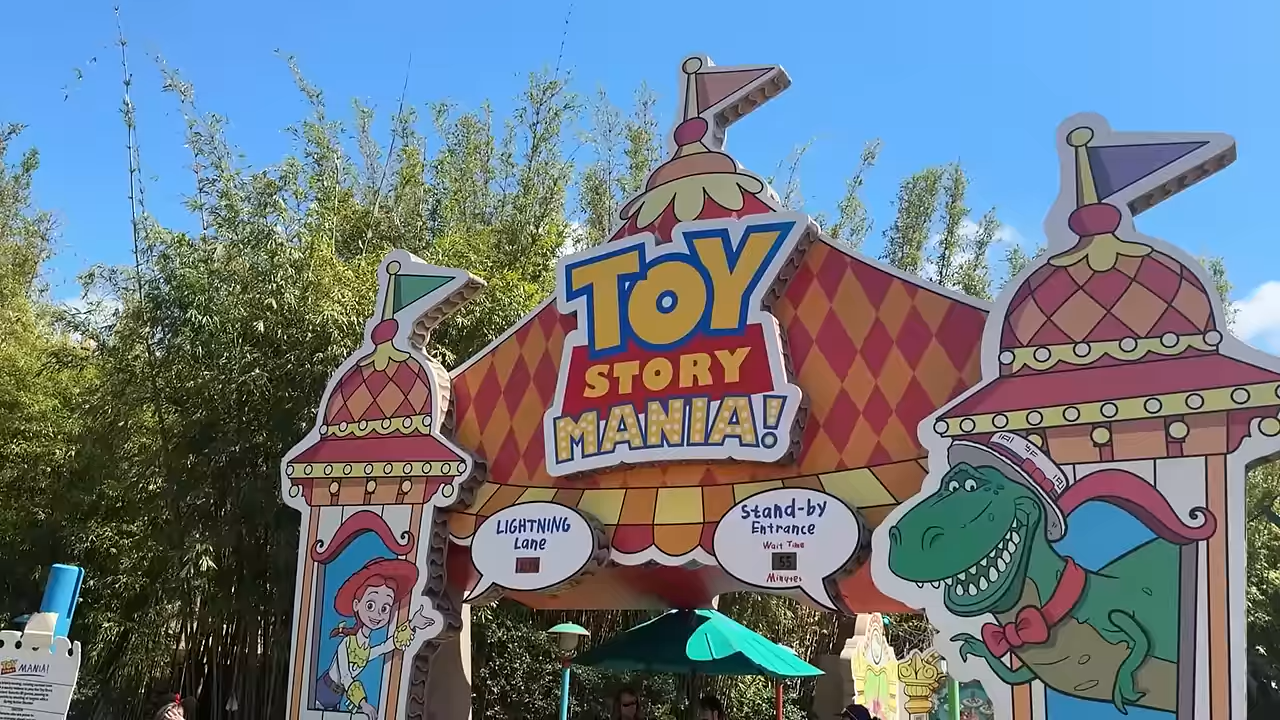 TOY
STORY
MANIA!
LIGHTNING
Lane
Stand-by
Entrance
Wait Time
55
Minutes
MANIA!